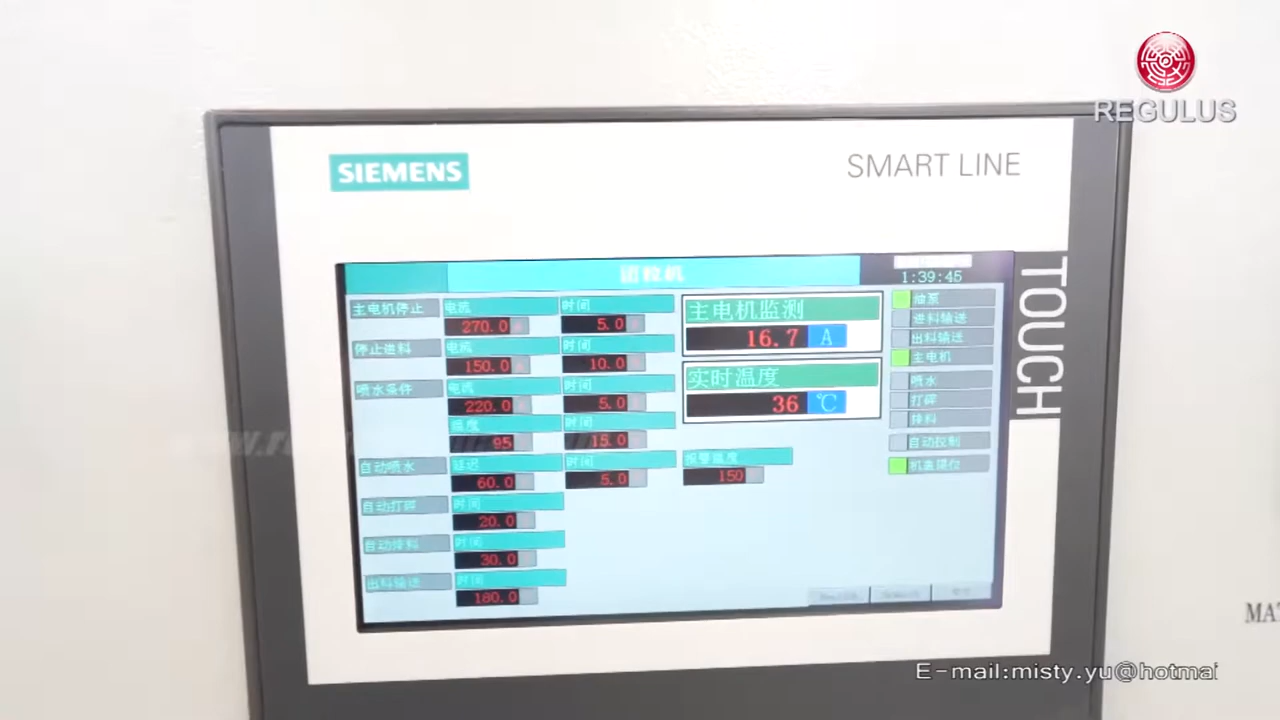 REGULUS
SIEMENS
SMART LINE
TOUCH
团粒机
1:39:45
主电机停止 电流 时间
270.0 5.0
停止进料 电流 时间
150.0 10.0
喷水条件 电流 时间
220.0 5.0
温度 时间
95 15.0
自动喷水 延迟 时间 报警温度
60.0 5.0 150
自动打碎 时间
20.0
自动排料 时间
30.0
出料输送 时间
180.0
主电机监测
16.7 A
实时温度
36 ℃
油泵
进料输送
出料输送
主电机
喷水
打碎
排料
自动控制
机盖限位
MAT
E-mail:misty.yu@hotmai